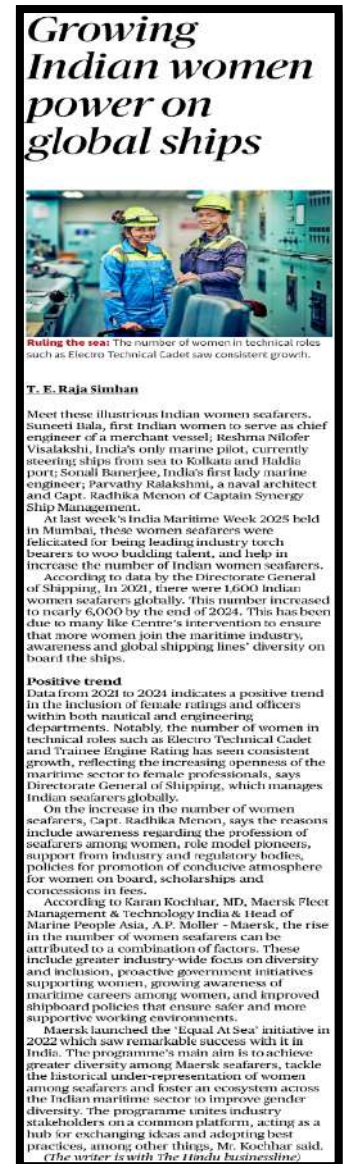 Growing
Indian women
power on
global ships
Ruling the sea: The number of women in technical roles
such as Electro Technical Cadet saw consistent growth.
T. E. Raja Simhan
Meet these illustrious Indian women seafarers.
Suneeti Bala, first Indian women to serve as chief
engineer of a merchant vessel; Reshma Nilofer
Visalakshi, India's only marine pilot, currently
steering ships from sea to Kolkata and Haldia
port; Sonali Banerjee, India's first lady marine
engineer; Parvathy Ralakshmi, a naval architect
and Capt. Radhika Menon of Captain Synergy
Ship Management.
At last week's India Maritime Week 2025 held
in Mumbai, these women seafarers were
felicitated for being leading industry torch
bearers to woo budding talent, and help in
increase the number of Indian women seafarers.
According to data by the Directorate General
of Shipping, In 2021, there were 1,600 Indian
women seafarers globally. This number increased
to nearly 6,000 by the end of 2024. This has been
due to many like Centre's intervention to ensure
that more women join the maritime industry,
awareness and global shipping lines' diversity on
board the ships.
Positive trend
Data from 2021 to 2024 indicates a positive trend
in the inclusion of female ratings and officers
within both nautical and engineering
departments. Notably, the number of women in
technical roles such as Electro Technical Cadet
and Trainee Engine Rating has seen consistent
growth, reflecting the increasing openness of the
maritime sector to female professionals, says
Directorate General of Shipping, which manages
Indian seafarers globally.
On the increase in the number of women
seafarers, Capt. Radhika Menon, says the reasons
include awareness regarding the profession of
seafarers among women, role model pioneers,
support from industry and regulatory bodies,
policies for promotion of conducive atmosphere
for women on board, scholarships and
concessions in fees.
According to Karan Kochhar, MD, Maersk Fleet
Management & Technology India & Head of
Marine People Asia, A.P. Moller - Maersk, the rise
in the number of women seafarers can be
attributed to a combination of factors. These
include greater industry-wide focus on diversity
and inclusion, proactive government initiatives
supporting women, growing awareness of
maritime careers among women, and improved
shipboard policies that ensure safer and more
supportive working environments.
Maersk launched the 'Equal At Sea' initiative in
2022 which saw remarkable success with it in
India. The programme's main aim is to achieve
greater diversity among Maersk seafarers, tackle
the historical under-representation of women
among seafarers and foster an ecosystem across
the Indian maritime sector to improve gender
diversity. The programme unites industry
stakeholders on a common platform, acting as a
hub for exchanging ideas and adopting best
practices, among other things, Mr. Kochhar said.
(The writer is with The Hindu businessline)